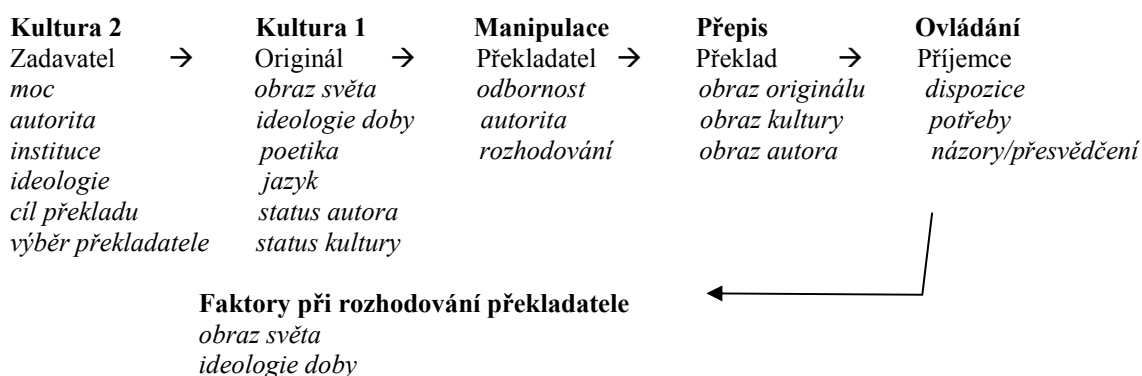 Kultura 2 Kultura 1 Manipulace Přepis Ovládání
Zadavatel → Originál → Překladatel → Překlad → Příjemce
moc obraz světa odbornost obraz originálu dispozice
autorita ideologie doby autorita obraz kultury potřeby
instituce poetika rozhodování obraz autora názory/přesvědčení
ideologie jazyk
cíl překladu status autora
výběr překladatele status kultury
Faktory při rozhodování překladatele
obraz světa
ideologie doby